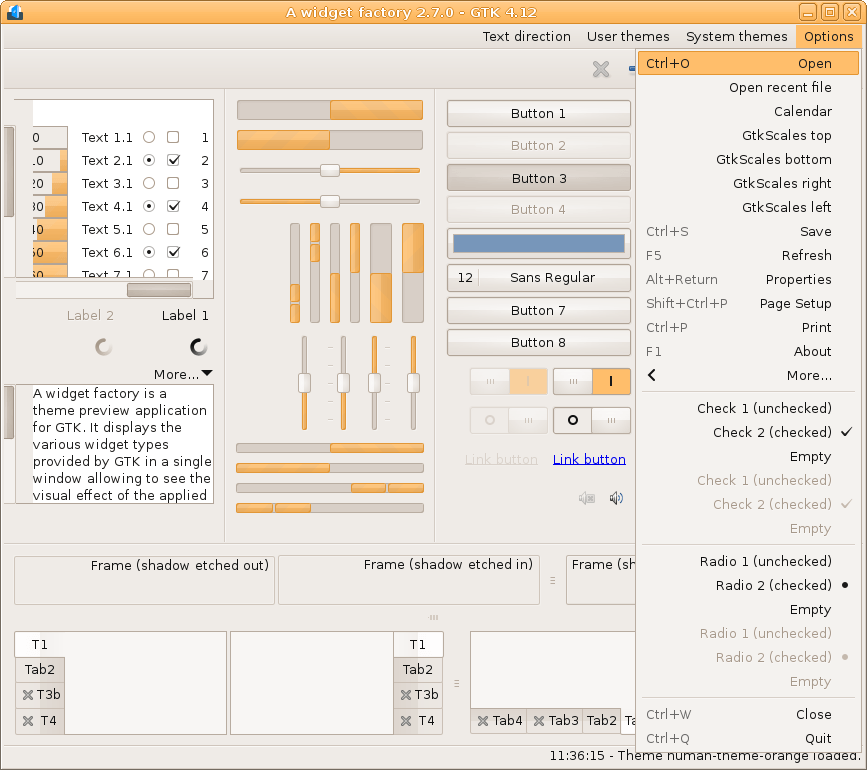 A widget factory 2.7.0 - GTK 4.12
Text direction User themes System themes Options
Ctrl+O Open
Open recent file
Calendar
GtkScales top
GtkScales bottom
GtkScales right
GtkScales left
Ctrl+S Save
F5 Refresh
Alt+Return Properties
Shift+Ctrl+P Page Setup
Ctrl+P Print
F1 About
More...
Check 1 (unchecked)
Check 2 (checked)
Empty
Check 1 (unchecked)
Check 2 (checked)
Empty
Radio 1 (unchecked)
Radio 2 (checked)
Empty
Radio 1 (unchecked)
Radio 2 (checked)
Empty
Ctrl+W Close
Ctrl+Q Quit
0 Text 1.1 1
10 Text 2.1 2
20 Text 3.1 3
30 Text 4.1 4
40 Text 5.1 5
50 Text 6.1 6
60 Text 7.1 7
Label 2 Label 1
More...
A widget factory is a
theme preview application
for GTK. It displays the
various widget types
provided by GTK in a single
window allowing to see the
visual effect of the applied
Button 1
Button 2
Button 3
Button 4
12 Sans Regular
Button 7
Button 8
Link button Link button
Frame (shadow etched out) Frame (shadow etched in) Frame (sh
T1
Tab2
T3b
T4
T1
Tab2
T3b
T4
Tab4 Tab3 Tab2 Ta
11:36:15 - Theme human-theme-orange loaded.